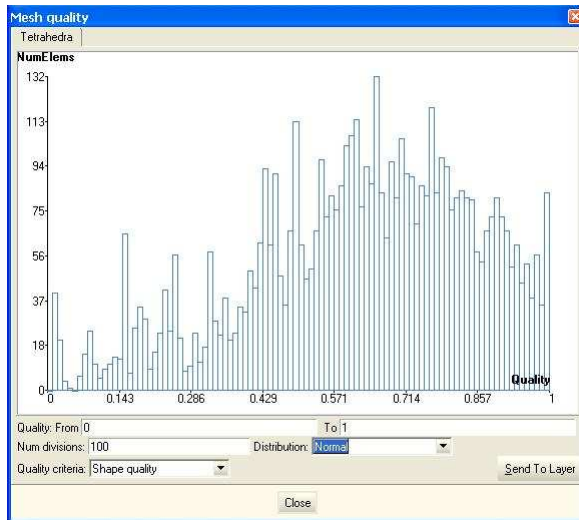 Mesh quality
Tetrahedra
NumElems
132
113
94
75
56
37
18
0
0 0.143 0.286 0.429 0.571 0.714 0.857 1
Quality
Quality: From 0 To 1
Num divisions: 100 Distribution: Normal
Quality criteria: Shape quality Send To Layer
Close